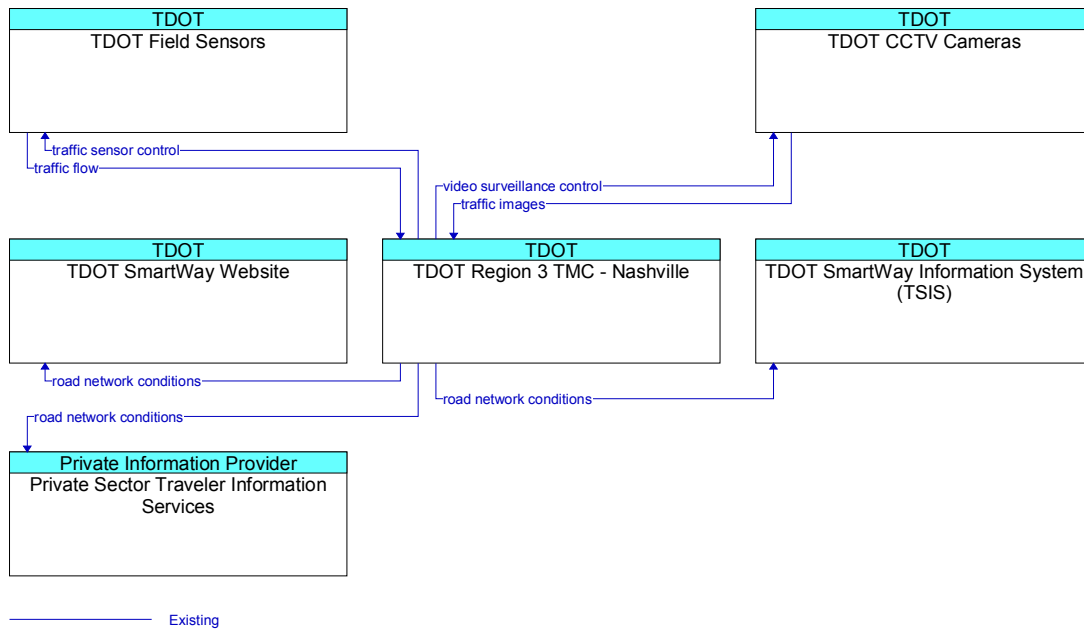 TDOT
TDOT Field Sensors
TDOT
TDOT CCTV Cameras
traffic sensor control
traffic flow
video surveillance control
traffic images
TDOT
TDOT SmartWay Website
TDOT
TDOT Region 3 TMC - Nashville
TDOT
TDOT SmartWay Information System
(TSIS)
road network conditions
road network conditions
road network conditions
Private Information Provider
Private Sector Traveler Information
Services
Existing